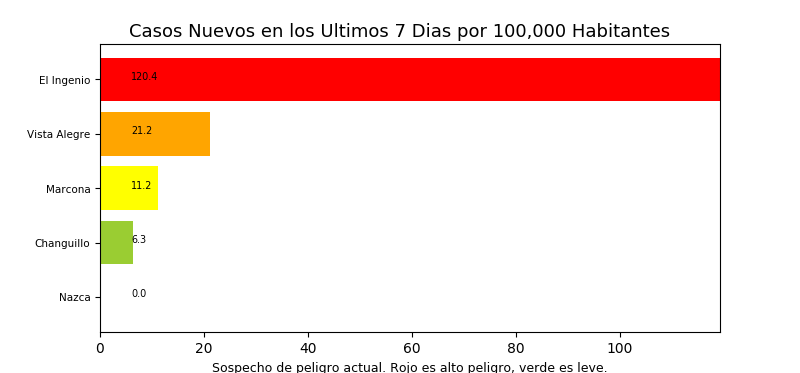 Casos Nuevos en los Ultimos 7 Dias por 100,000 Habitantes
El Ingenio 120.4
Vista Alegre 21.2
Marcona 11.2
Changuillo 6.3
Nazca 0.0
0 20 40 60 80 100
Sospecho de peligro actual. Rojo es alto peligro, verde es leve.